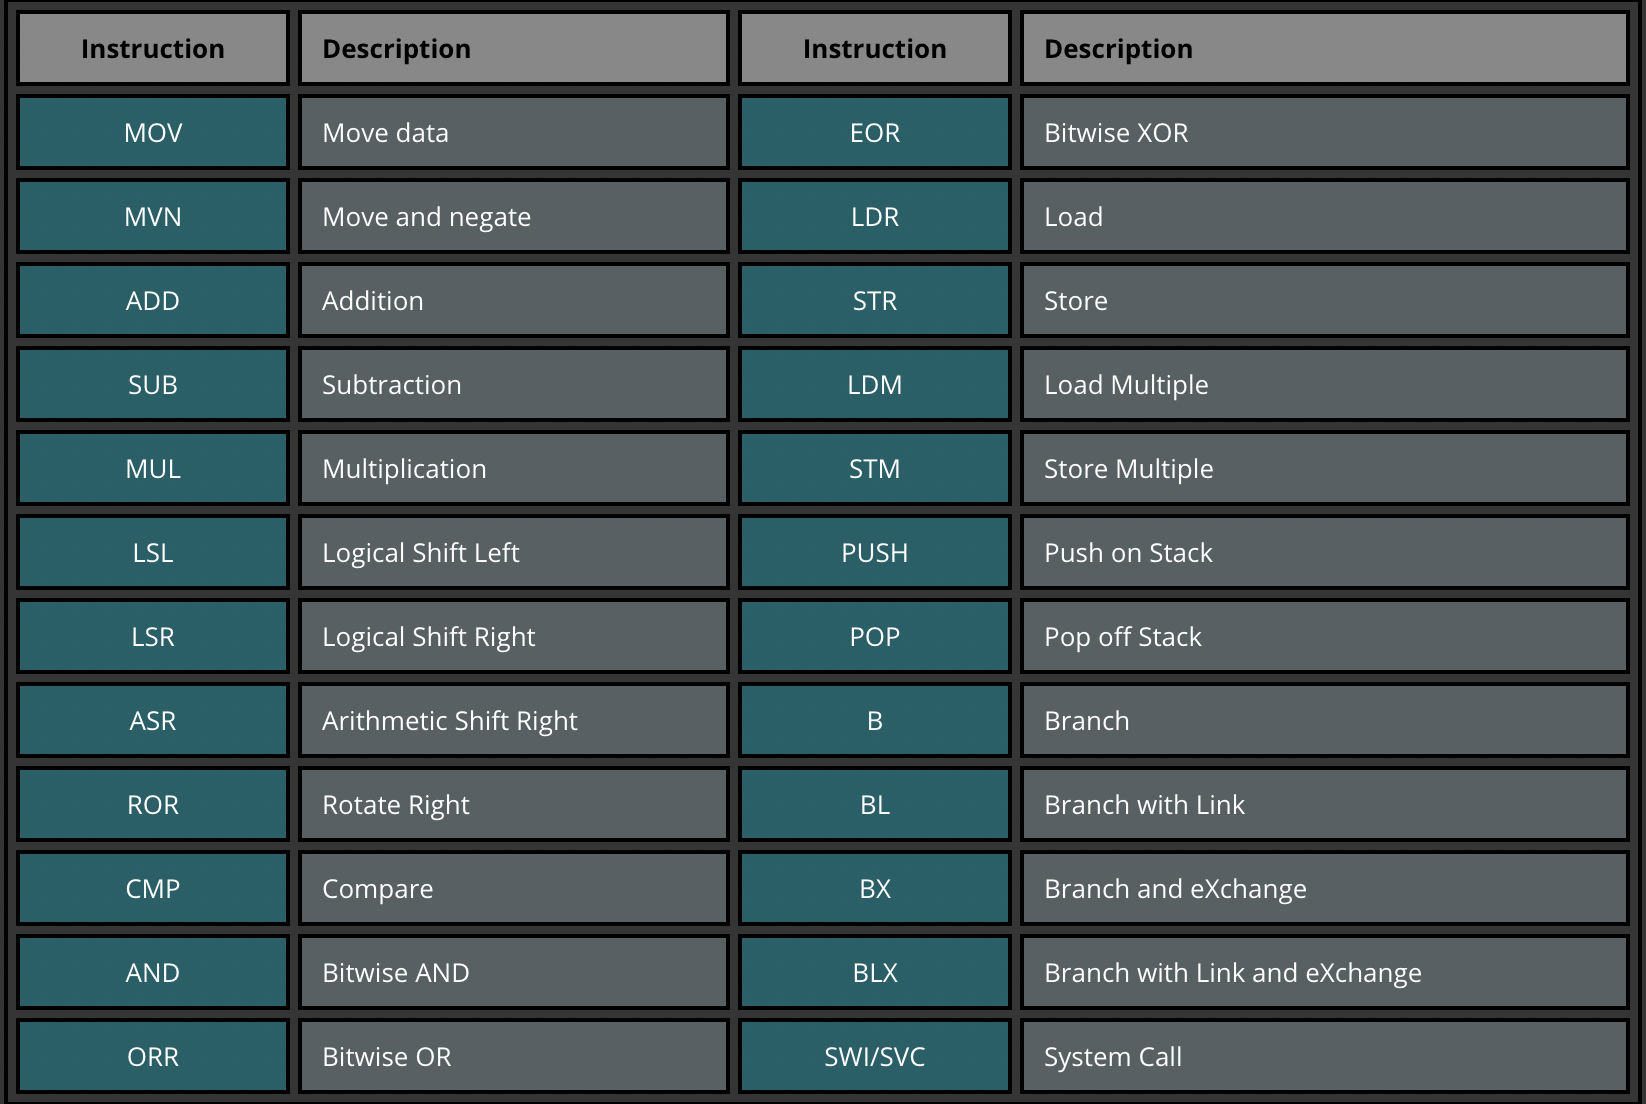 Instruction Description Instruction Description
MOV Move data EOR Bitwise XOR
MVN Move and negate LDR Load
ADD Addition STR Store
SUB Subtraction LDM Load Multiple
MUL Multiplication STM Store Multiple
LSL Logical Shift Left PUSH Push on Stack
LSR Logical Shift Right POP Pop off Stack
ASR Arithmetic Shift Right B Branch
ROR Rotate Right BL Branch with Link
CMP Compare BX Branch and eXchange
AND Bitwise AND BLX Branch with Link and eXchange
ORR Bitwise OR SWI/SVC System Call